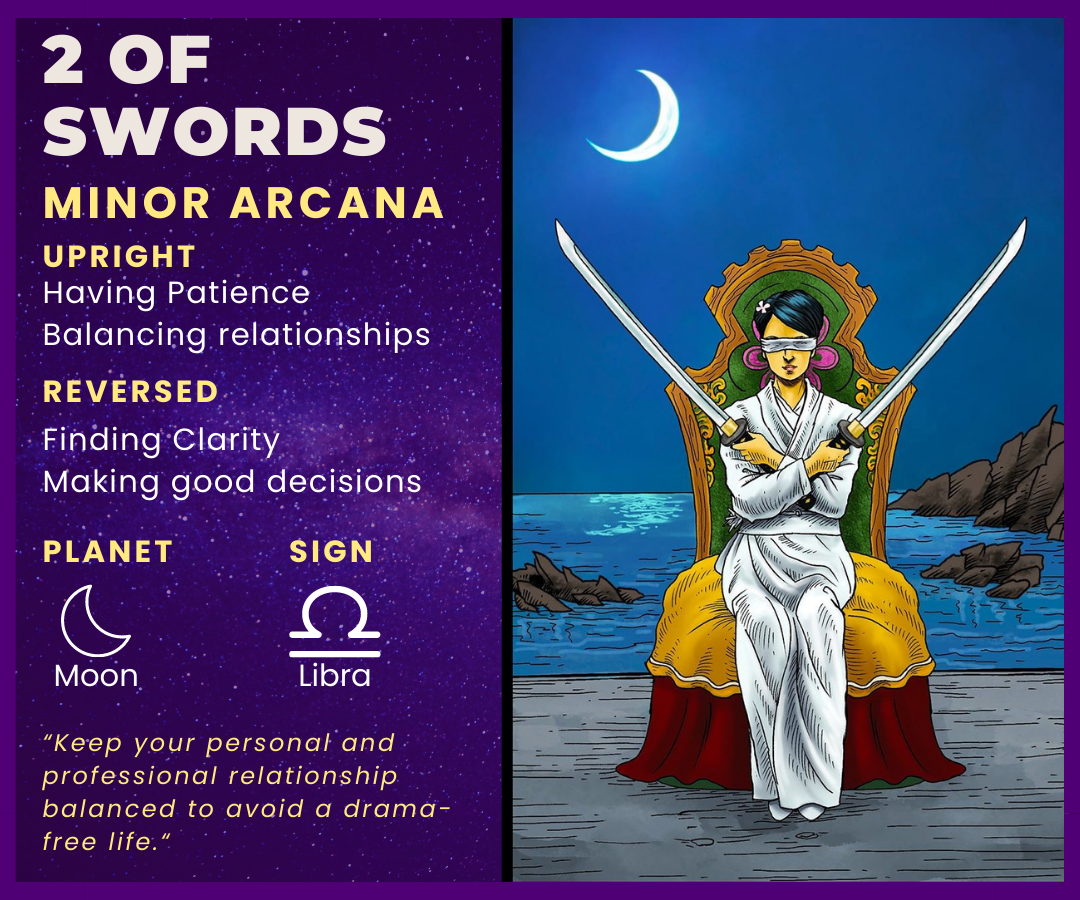 2 OF
SWORDS
MINOR ARCANA
UPRIGHT
Having Patience
Balancing relationships
REVERSED
Finding Clarity
Making good decisions
PLANET SIGN
Moon Libra
“Keep your personal and
professional relationship
balanced to avoid a drama-
free life.“